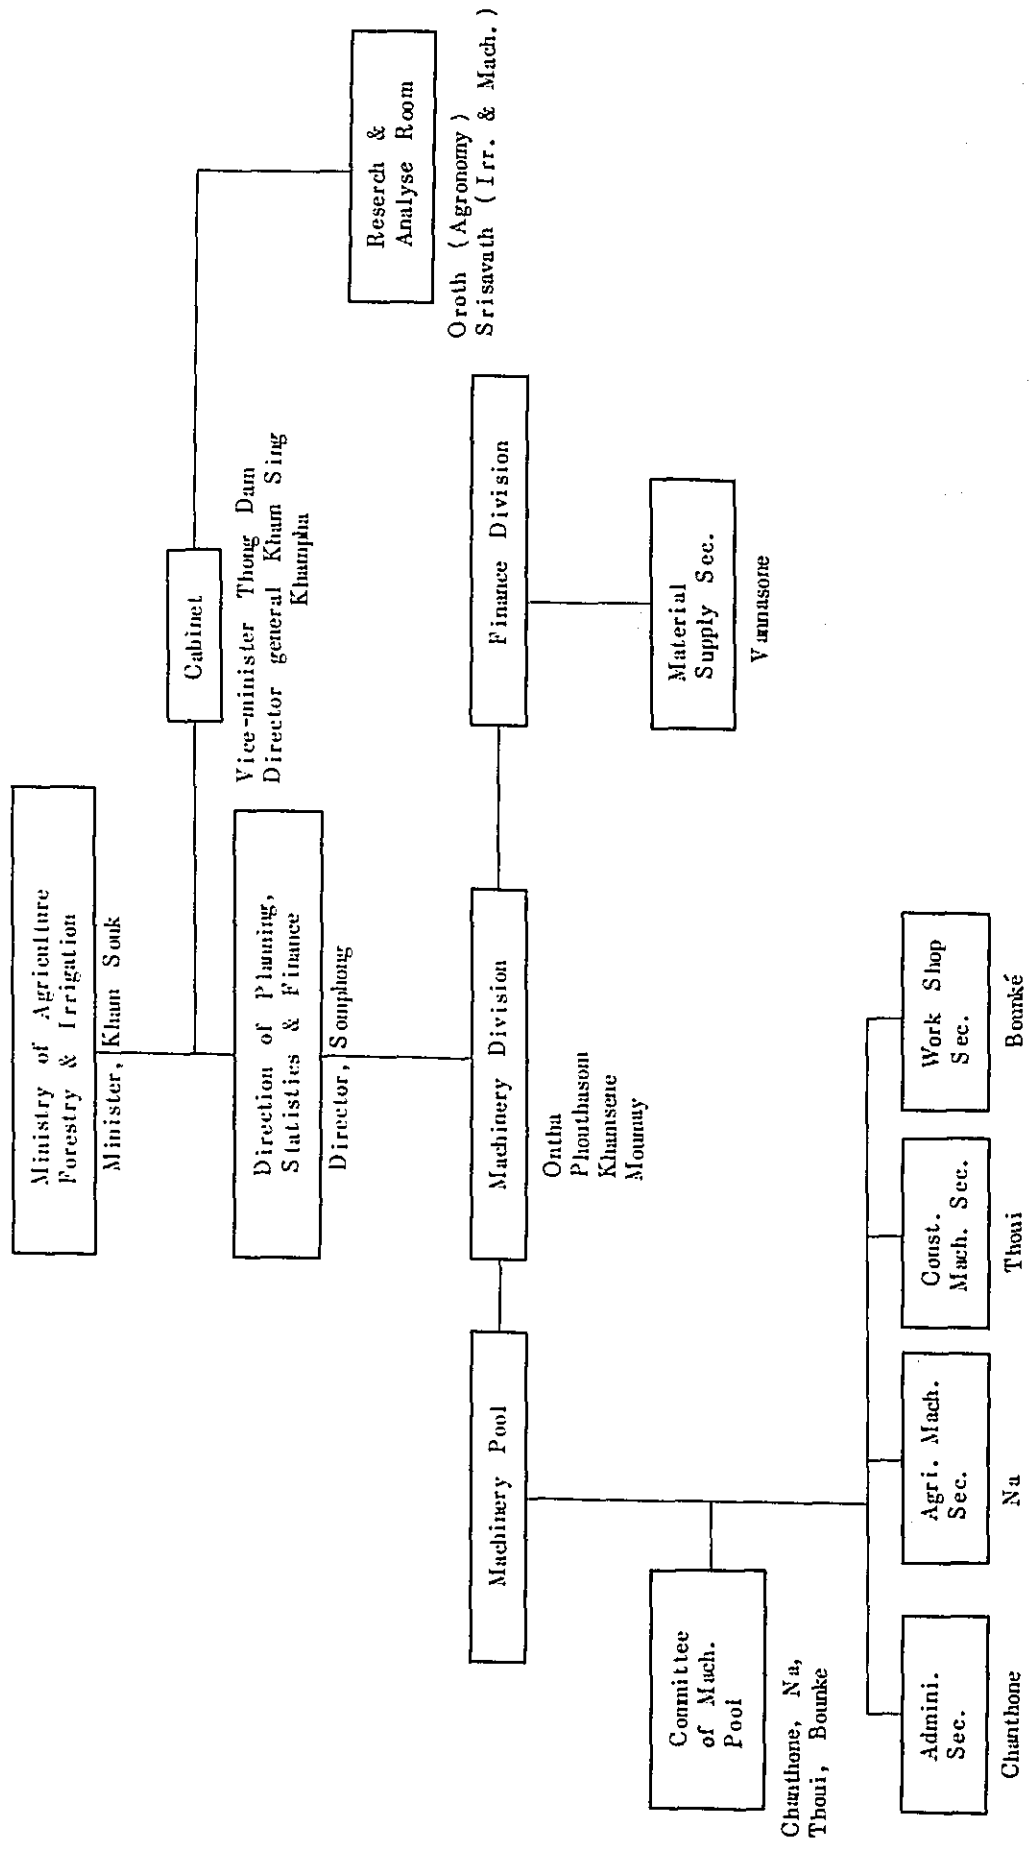 Ministry of Agriculture
Forestry & Irrigation
Minister, Kham Souk
Cabinet
Vice-minister Thong Dam
Director general Kham Sing
Khampha
Reserch &
Analyse Room
Oroth (Agronomy)
Srisavath (Irr. & Mach.)
Direction of Planning,
Statistics & Finance
Director, Somphong
Machinery Pool
Machinery Division
Ontha
Phouthasom
Khamsene
Mounuy
Finance Division
Material
Supply Sec.
Vannasone
Committee
of Mach.
Pool
Chanthone, Na,
Thoui, Bounke
Admini.
Sec.
Chanthone
Agri. Mach.
Sec.
Na
Const.
Mach. Sec.
Thoui
Work Shop
Sec.
Bounké